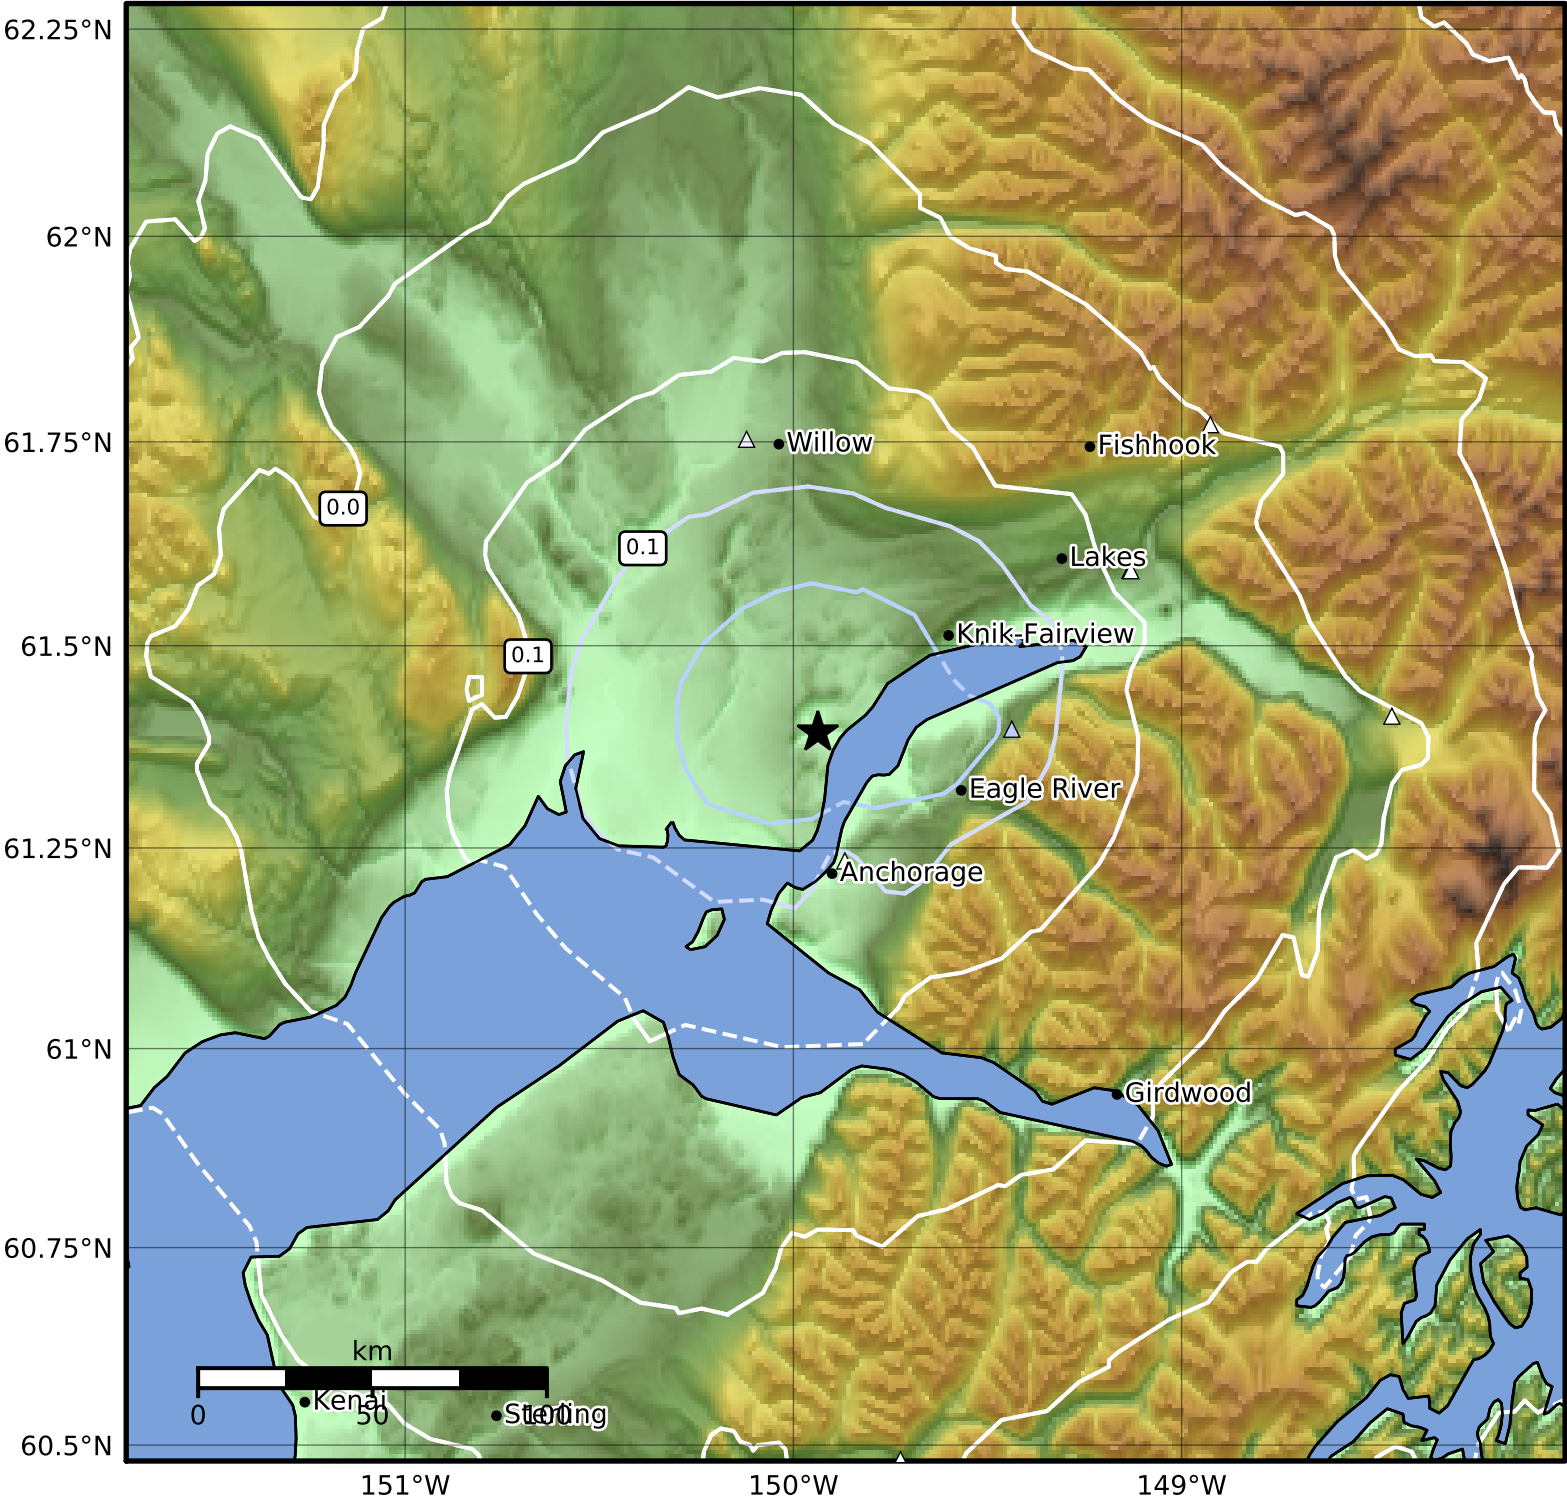 62.25°N
62°N
61.75°N
61.5°N
61.25°N
61°N
60.75°N
60.5°N
Willow
Fishhook
0.0
0.1
Lakes
Knik-Fairview
0.1
Eagle River
Anchorage
Girdwood
km
Kenai
Sterling
0
50
100
151°W
150°W
149°W